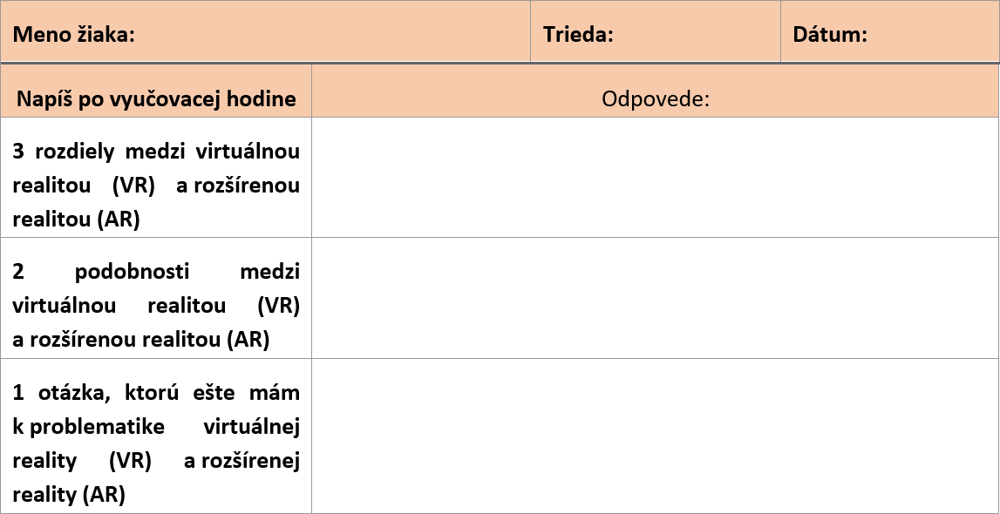 Meno žiaka: Trieda: Dátum:
Napíš po vyučovacej hodine Odpovede:
3 rozdiely medzi virtuálnou
realitou (VR) a rozšírenou
realitou (AR)
2 podobnosti medzi
virtuálnou realitou (VR)
a rozšírenou realitou (AR)
1 otázka, ktorú ešte mám
k problematike virtuálnej
reality (VR) a rozšírenej
reality (AR)